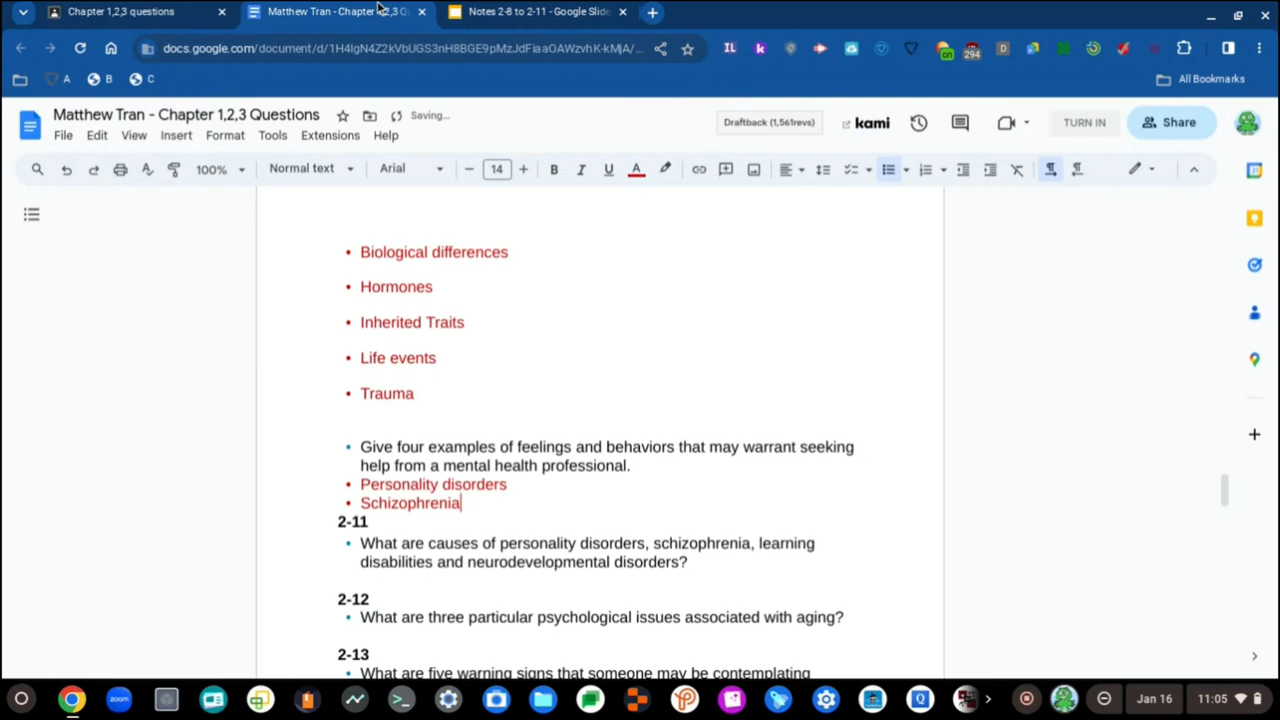 Chapter 1,2,3 questions
Matthew Tran - Chapter 1,2,3 Q
Notes 2-8 to 2-11 - Google Slide
docs.google.com/document/d/1H4lgN4Z2kVbUGS3nH8BGE9pMzJdFiaaOAWzvhK-kMjA/...
A
B
C
All Bookmarks
Matthew Tran - Chapter 1,2,3 Questions
Saving...
File Edit View Insert Format Tools Extensions Help
Draftback (1,561revs)
kami
TURN IN
Share
100%
Normal text
Arial
14
• Biological differences
• Hormones
• Inherited Traits
• Life events
• Trauma
• Give four examples of feelings and behaviors that may warrant seeking
help from a mental health professional.
• Personality disorders
• Schizophrenia
2-11
• What are causes of personality disorders, schizophrenia, learning
disabilities and neurodevelopmental disorders?
2-12
• What are three particular psychological issues associated with aging?
2-13
• What are five warning signs that someone may be contemplating
Jan 16
11:05